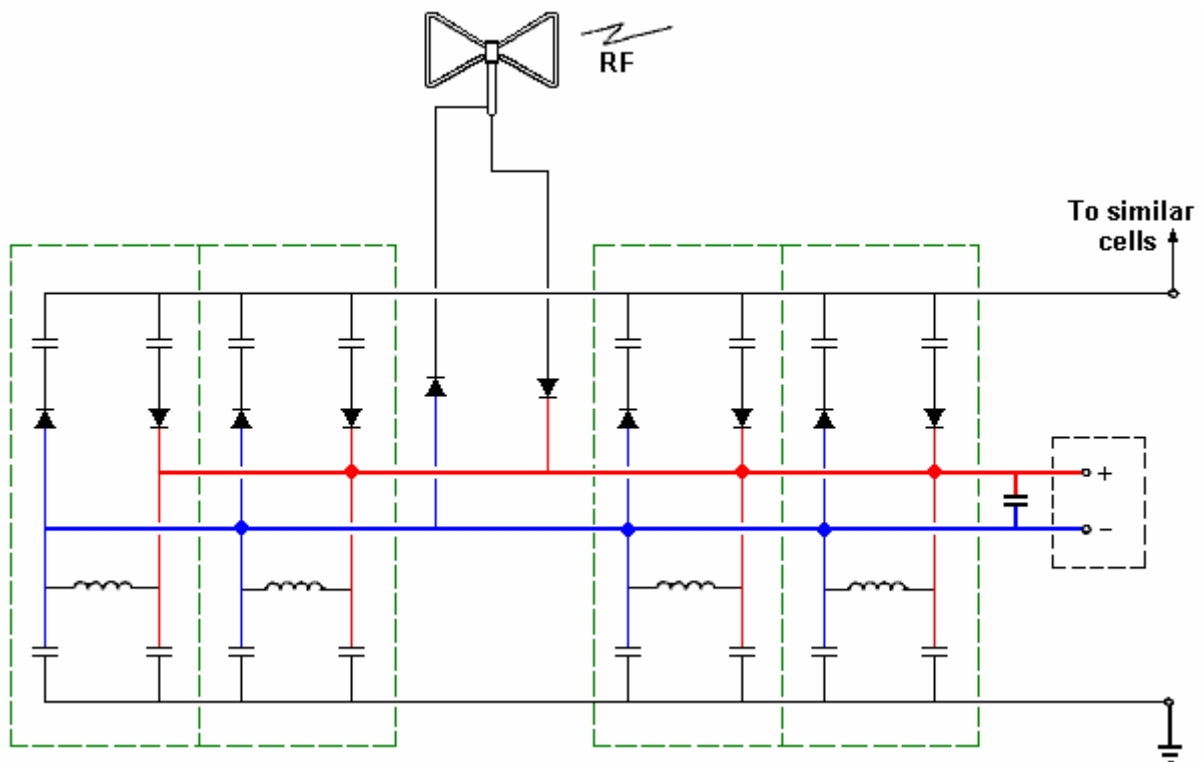 RF
To similar
cells
+
-